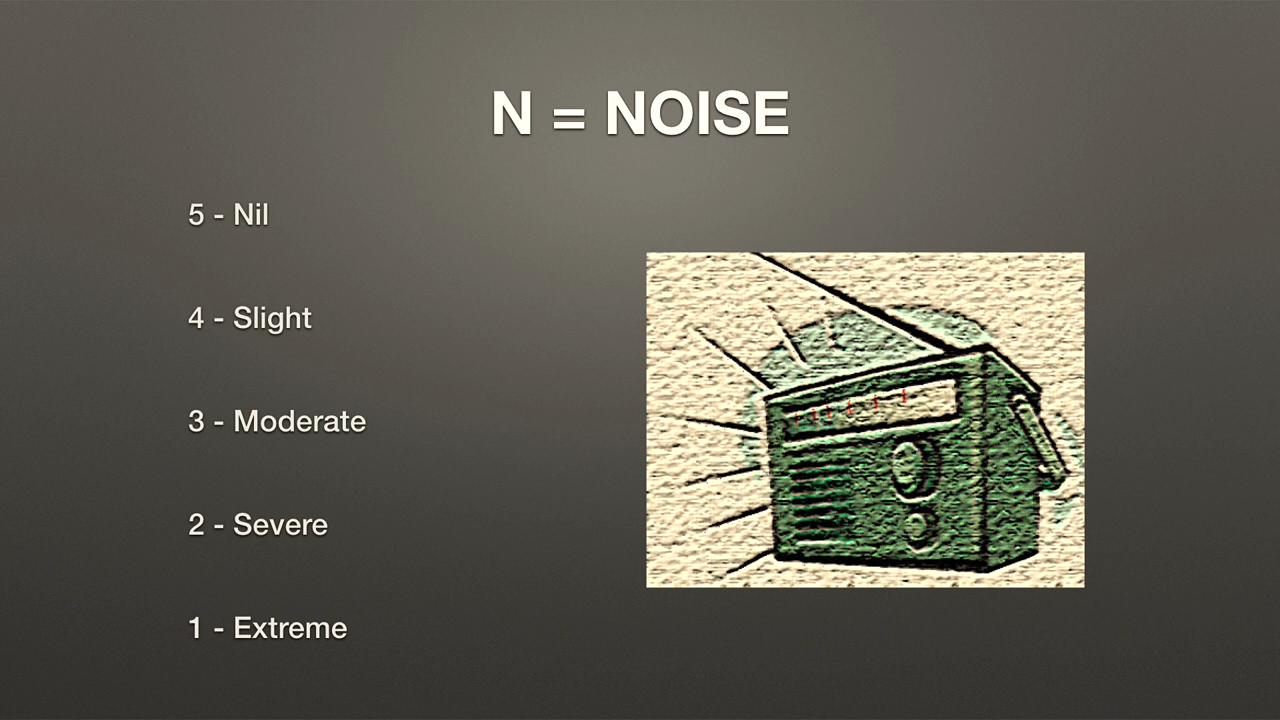 N = NOISE
5 - Nil
4 - Slight
3 - Moderate
2 - Severe
1 - Extreme